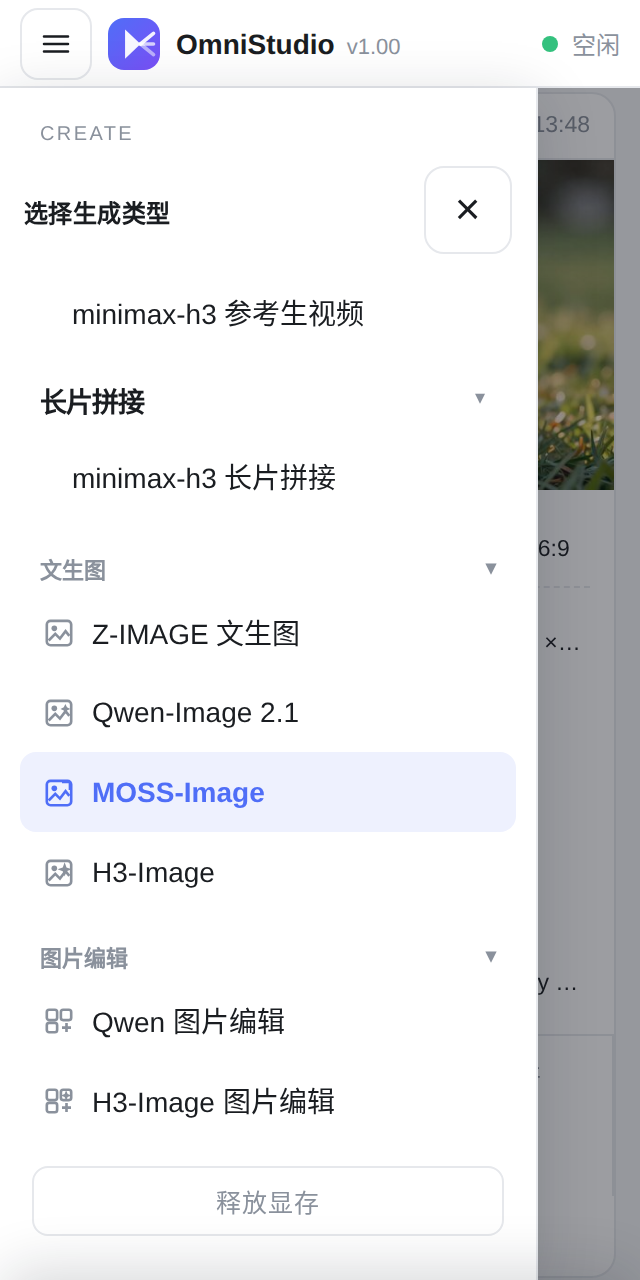 OmniStudio v1.00
空闲
CREATE
13:48
选择生成类型
minimax-h3 参考生视频
长片拼接
minimax-h3 长片拼接
6:9
文生图
Z-IMAGE 文生图
×...
Qwen-Image 2.1
MOSS-Image
H3-Image
图片编辑
y ...
Qwen 图片编辑
H3-Image 图片编辑
释放显存